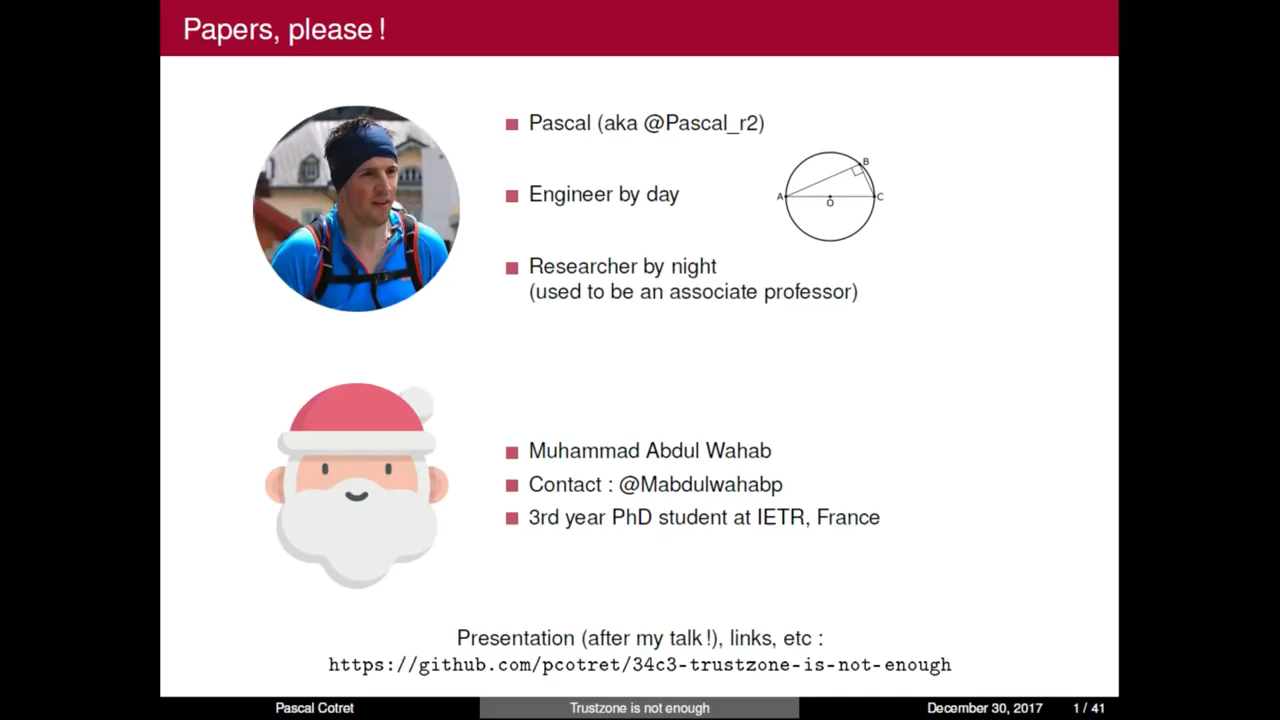 Papers, please !
Pascal (aka @Pascal_r2)
Engineer by day
A
B
C
O
Researcher by night
(used to be an associate professor)
Muhammad Abdul Wahab
Contact : @Mabdulwahabp
3rd year PhD student at IETR, France
Presentation (after my talk !), links, etc :
https://github.com/pcotret/34c3-trustzone-is-not-enough
Pascal Cotret
Trustzone is not enough
December 30, 2017
1 / 41